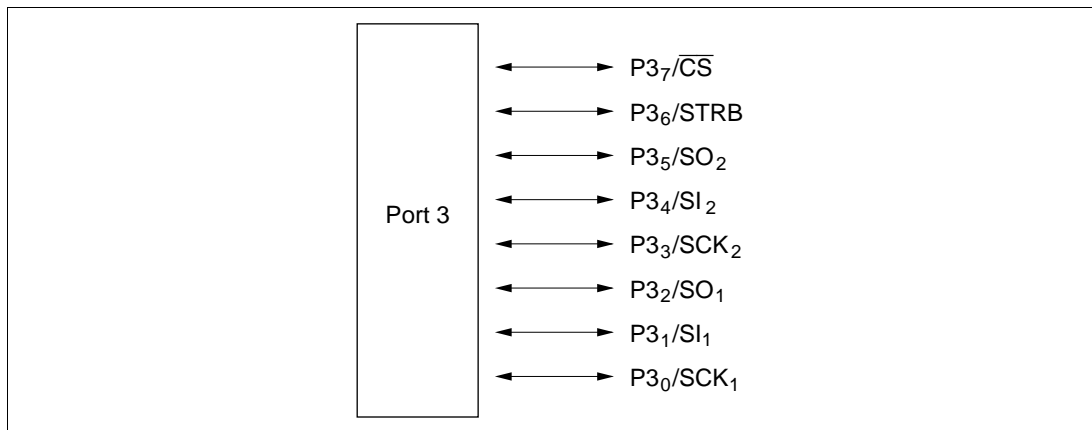 P3₇/C̅S̅
P3₆/STRB
P3₅/SO₂
P3₄/SI₂
Port 3
P3₃/SCK₂
P3₂/SO₁
P3₁/SI₁
P3₀/SCK₁